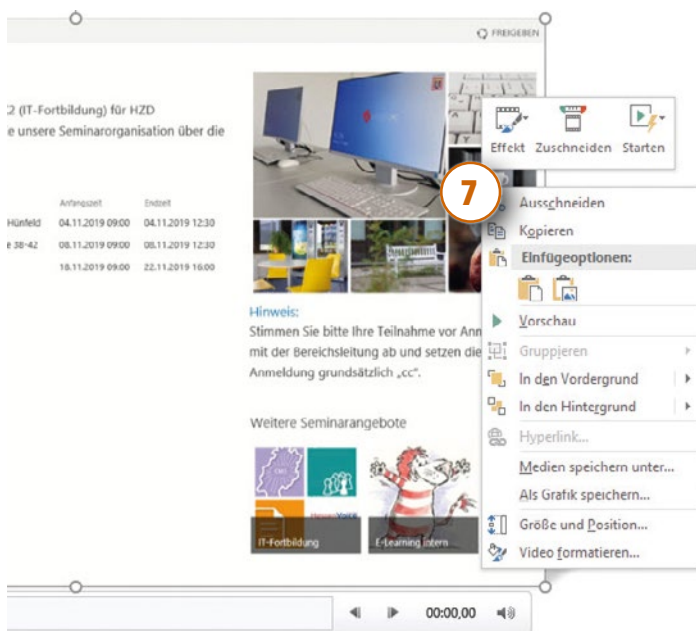 FREIGEBEN
K2 (IT-Fortbildung) für HZD
e unsere Seminarorganisation über die
Anfangszeit Endzeit
Hünfeld 04.11.2019 09:00 04.11.2019 12:30
e 38-42 08.11.2019 09:00 08.11.2019 12:30
18.11.2019 09:00 22.11.2019 16:00
Hinweis:
Stimmen Sie bitte Ihre Teilnahme vor Anm
mit der Bereichsleitung ab und setzen die
Anmeldung grundsätzlich „cc“.
Weitere Seminarangebote
HessenVoice
IT-Fortbildung
E-Learning intern
Effekt Zuschneiden Starten
7
Ausschneiden
Kopieren
Einfügeoptionen:
Vorschau
Gruppieren
In den Vordergrund
In den Hintergrund
Hyperlink...
Medien speichern unter...
Als Grafik speichern...
Größe und Position...
Video formatieren...
00:00,00